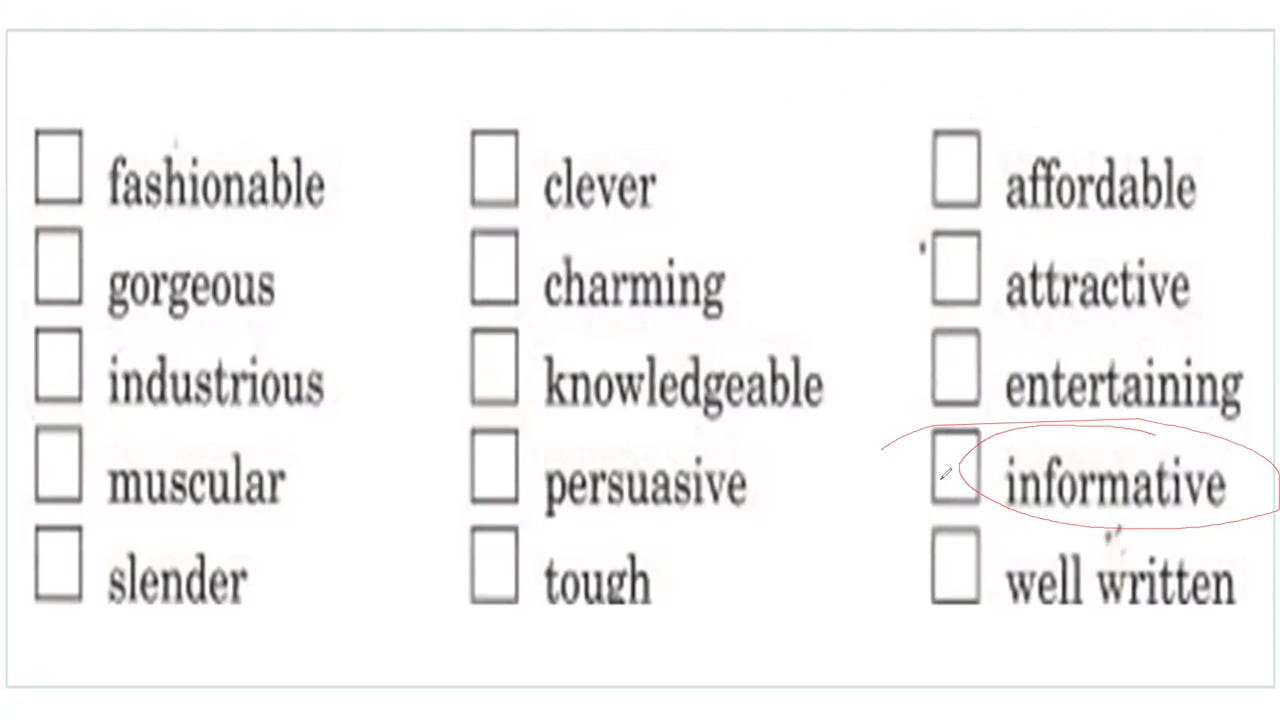 fashionable clever affordable
gorgeous charming attractive
industrious knowledgeable entertaining
muscular persuasive informative
slender tough well written